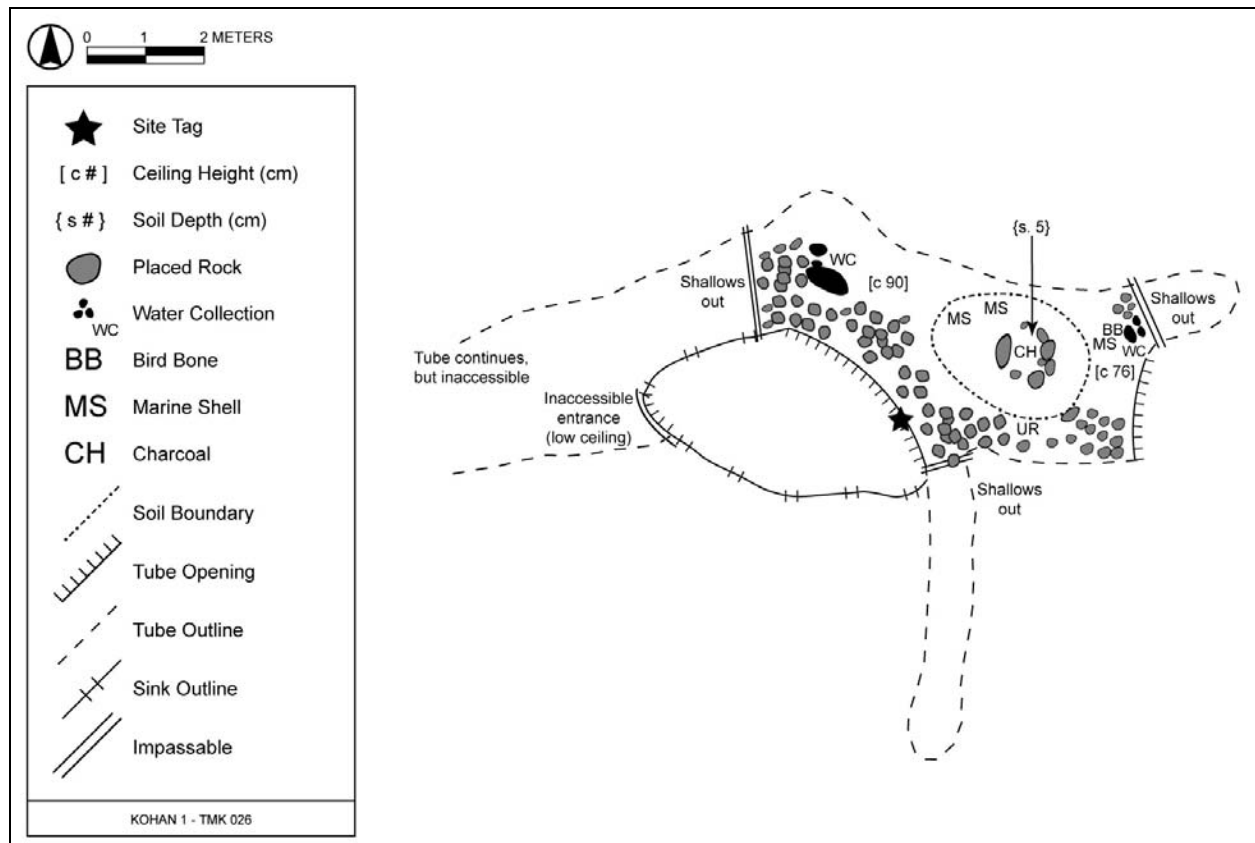 0 1 2 METERS
Site Tag
[ c # ] Ceiling Height (cm)
{ s # } Soil Depth (cm)
Placed Rock
WC Water Collection
BB Bird Bone
MS Marine Shell
CH Charcoal
Soil Boundary
Tube Opening
Tube Outline
Sink Outline
Impassable
KOHAN 1 - TMK 026
{s. 5}
WC
[c 90]
Shallows
out
MS MS
CH
Shallows
out
BB
MS
WC
[c 76]
Tube continues,
but inaccessible
Inaccessible
entrance
(low ceiling)
UR
Shallows
out